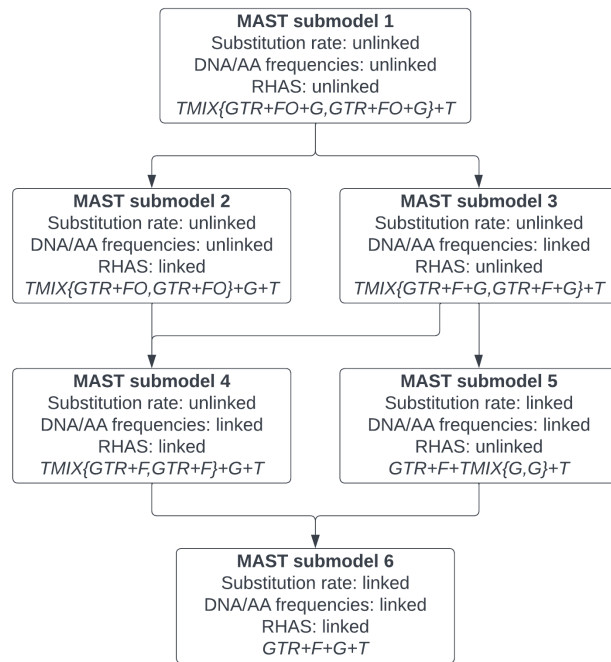 MAST submodel 1
Substitution rate: unlinked
DNA/AA frequencies: unlinked
RHAS: unlinked
TMIX{GTR+FO+G,GTR+FO+G}+T
MAST submodel 2
Substitution rate: unlinked
DNA/AA frequencies: unlinked
RHAS: linked
TMIX{GTR+FO,GTR+FO}+G+T
MAST submodel 3
Substitution rate: unlinked
DNA/AA frequencies: linked
RHAS: unlinked
TMIX{GTR+F+G,GTR+F+G}+T
MAST submodel 4
Substitution rate: unlinked
DNA/AA frequencies: linked
RHAS: linked
TMIX{GTR+F,GTR+F}+G+T
MAST submodel 5
Substitution rate: linked
DNA/AA frequencies: linked
RHAS: unlinked
GTR+F+TMIX{G,G}+T
MAST submodel 6
Substitution rate: linked
DNA/AA frequencies: linked
RHAS: linked
GTR+F+G+T